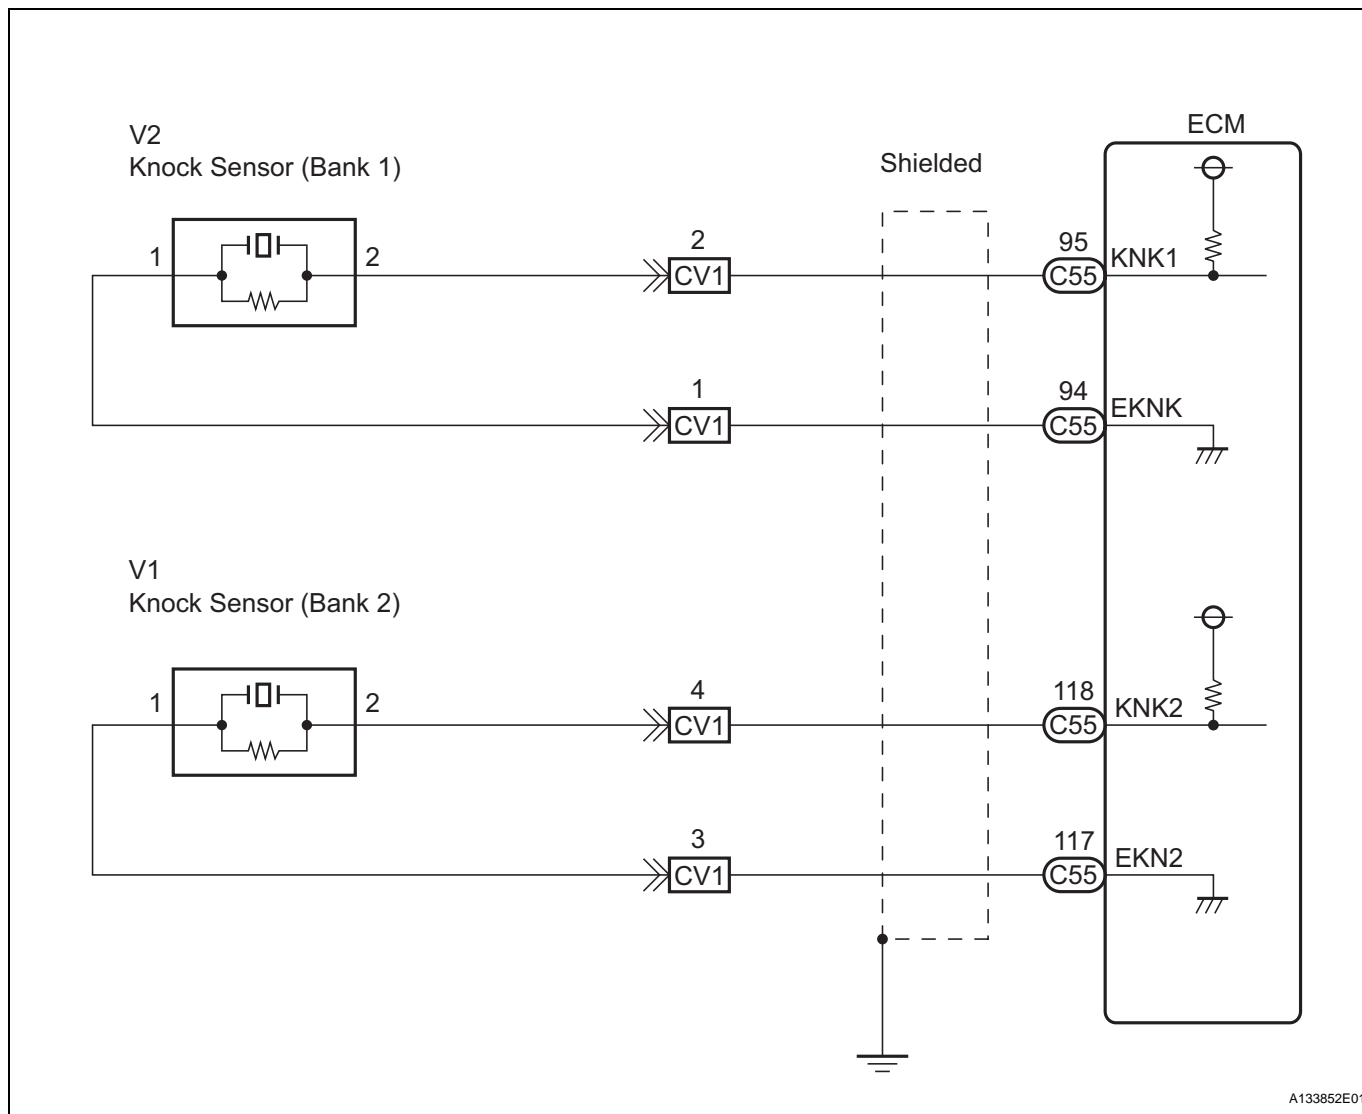 ECM
V2
Knock Sensor (Bank 1)
Shielded
1
2
2
CV1
95
C55
KNK1
1
CV1
94
C55
EKNK
V1
Knock Sensor (Bank 2)
1
2
4
CV1
118
C55
KNK2
3
CV1
117
C55
EKN2
A133852E01